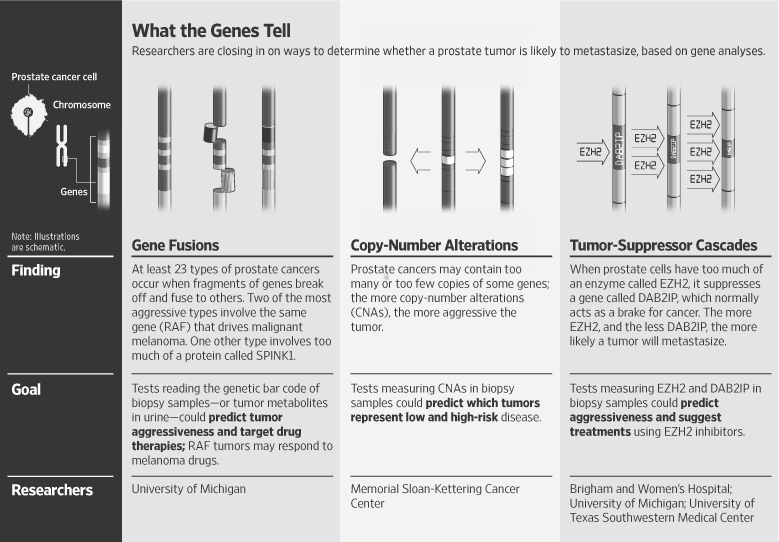 What the Genes Tell
Researchers are closing in on ways to determine whether a prostate tumor is likely to metastasize, based on gene analyses.
Prostate cancer cell
Chromosome
Genes
Note: Illustrations
are schematic.
EZH2
DAB2IP
EZH2
EZH2
DAB2IP
EZH2
EZH2
EZH2
Gene Fusions
Copy-Number Alterations
Tumor-Suppressor Cascades
Finding
At least 23 types of prostate cancers
occur when fragments of genes break
off and fuse to others. Two of the most
aggressive types involve the same
gene (RAF) that drives malignant
melanoma. One other type involves too
much of a protein called SPINK1.
Prostate cancers may contain too
many or too few copies of some genes;
the more copy-number alterations
(CNAs), the more aggressive the
tumor.
When prostate cells have too much of
an enzyme called EZH2, it suppresses
a gene called DAB2IP, which normally
acts as a brake for cancer. The more
EZH2, and the less DAB2IP, the more
likely a tumor will metastasize.
Goal
Tests reading the genetic bar code of
biopsy samples—or tumor metabolites
in urine—could predict tumor
aggressiveness and target drug
therapies; RAF tumors may respond to
melanoma drugs.
Tests measuring CNAs in biopsy
samples could predict which tumors
represent low and high-risk disease.
Tests measuring EZH2 and DAB2IP in
biopsy samples could predict
aggressiveness and suggest
treatments using EZH2 inhibitors.
Researchers
University of Michigan
Memorial Sloan-Kettering Cancer
Center
Brigham and Women's Hospital;
University of Michigan; University of
Texas Southwestern Medical Center